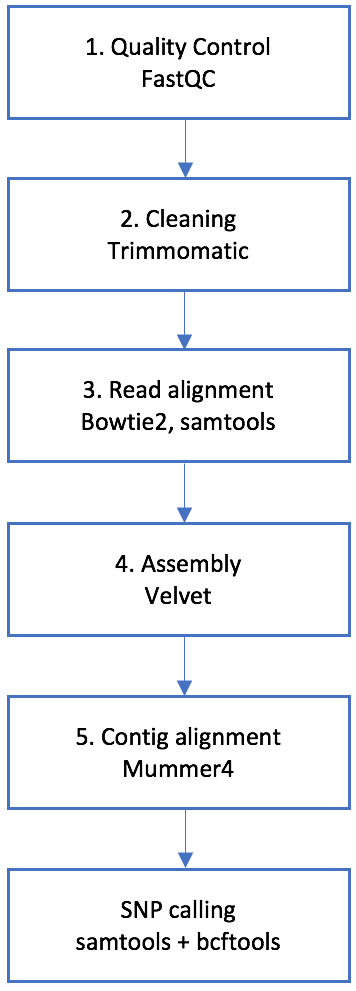 1. Quality Control
FastQC
2. Cleaning
Trimmomatic
3. Read alignment
Bowtie2, samtools
4. Assembly
Velvet
5. Contig alignment
Mummer4
SNP calling
samtools + bcftools